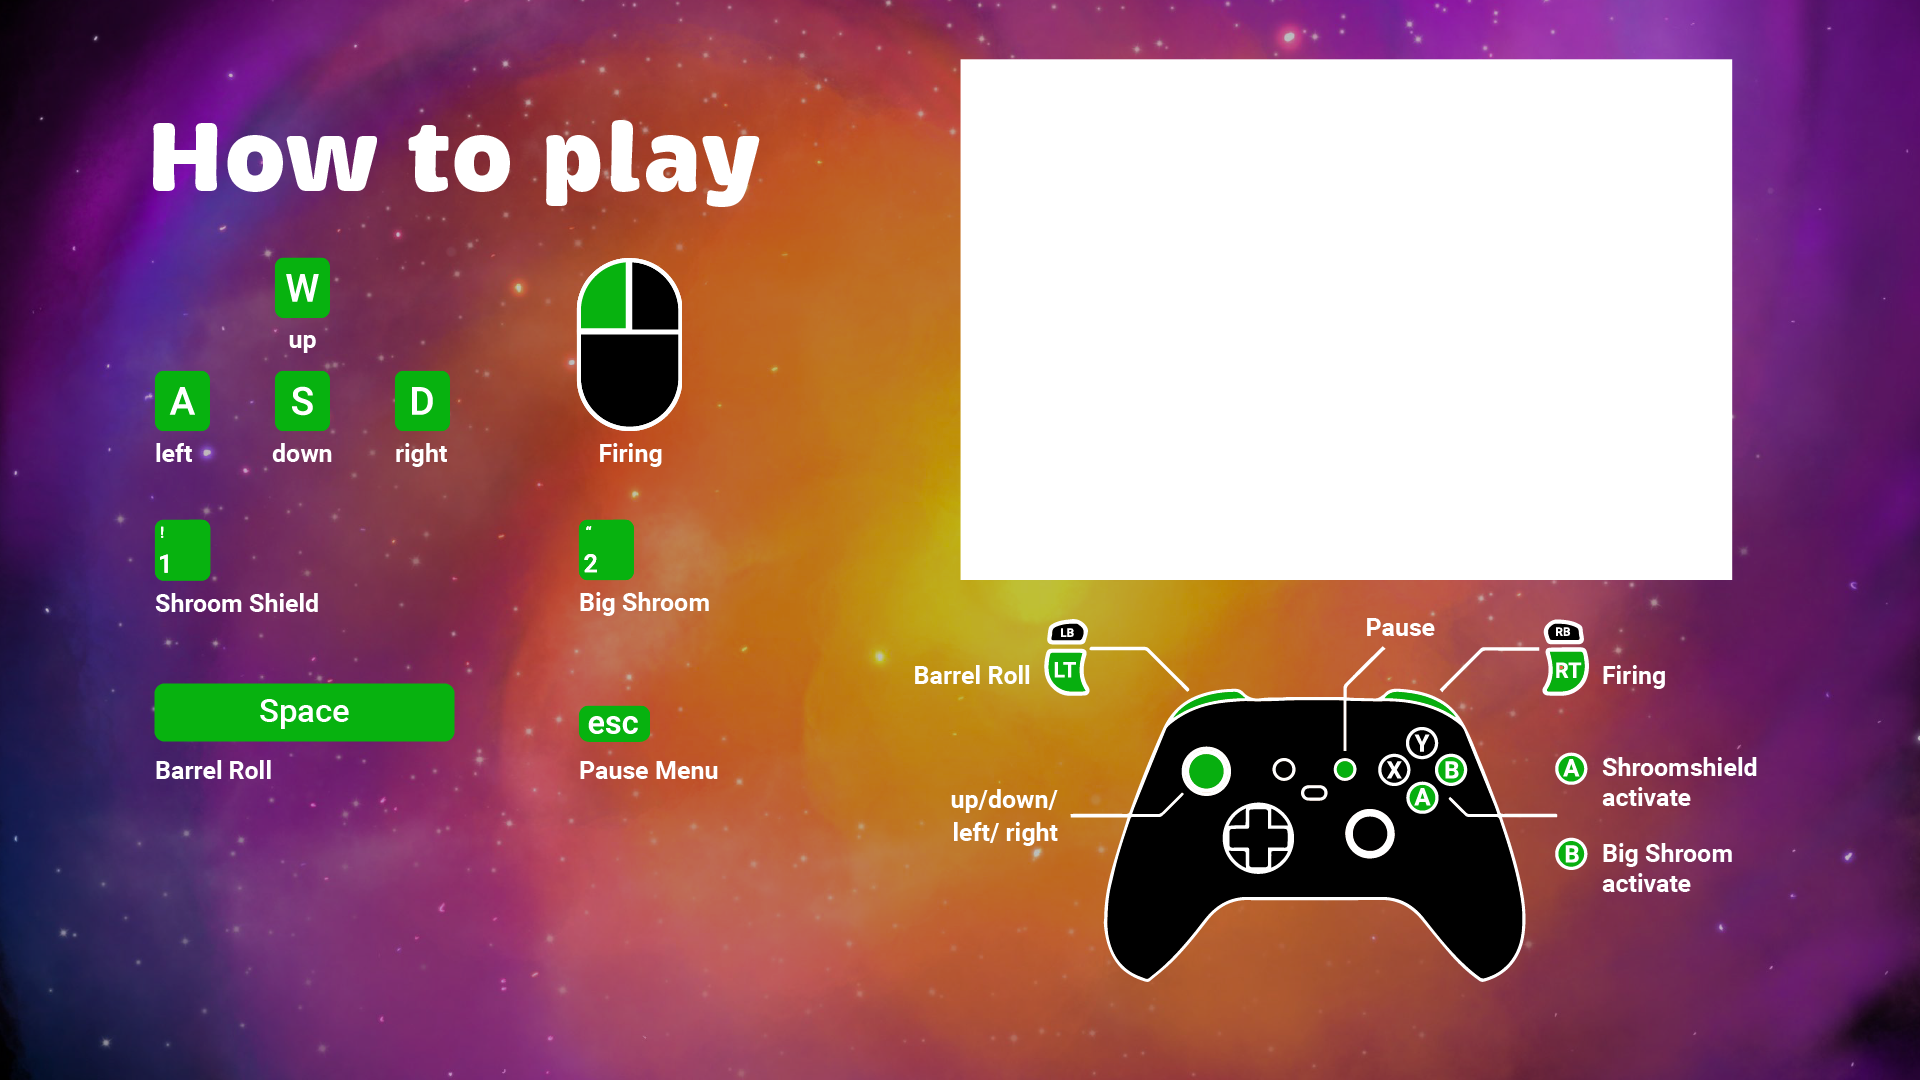 How to play
W
up
A
S
D
left
down
right
Firing
!
1
Shroom Shield
“
2
Big Shroom
Space
Barrel Roll
esc
Pause Menu
LB
LT
Barrel Roll
Pause
RB
RT
Firing
Y
X
B
A
up/down/
left/ right
A
Shroomshield
activate
B
Big Shroom
activate